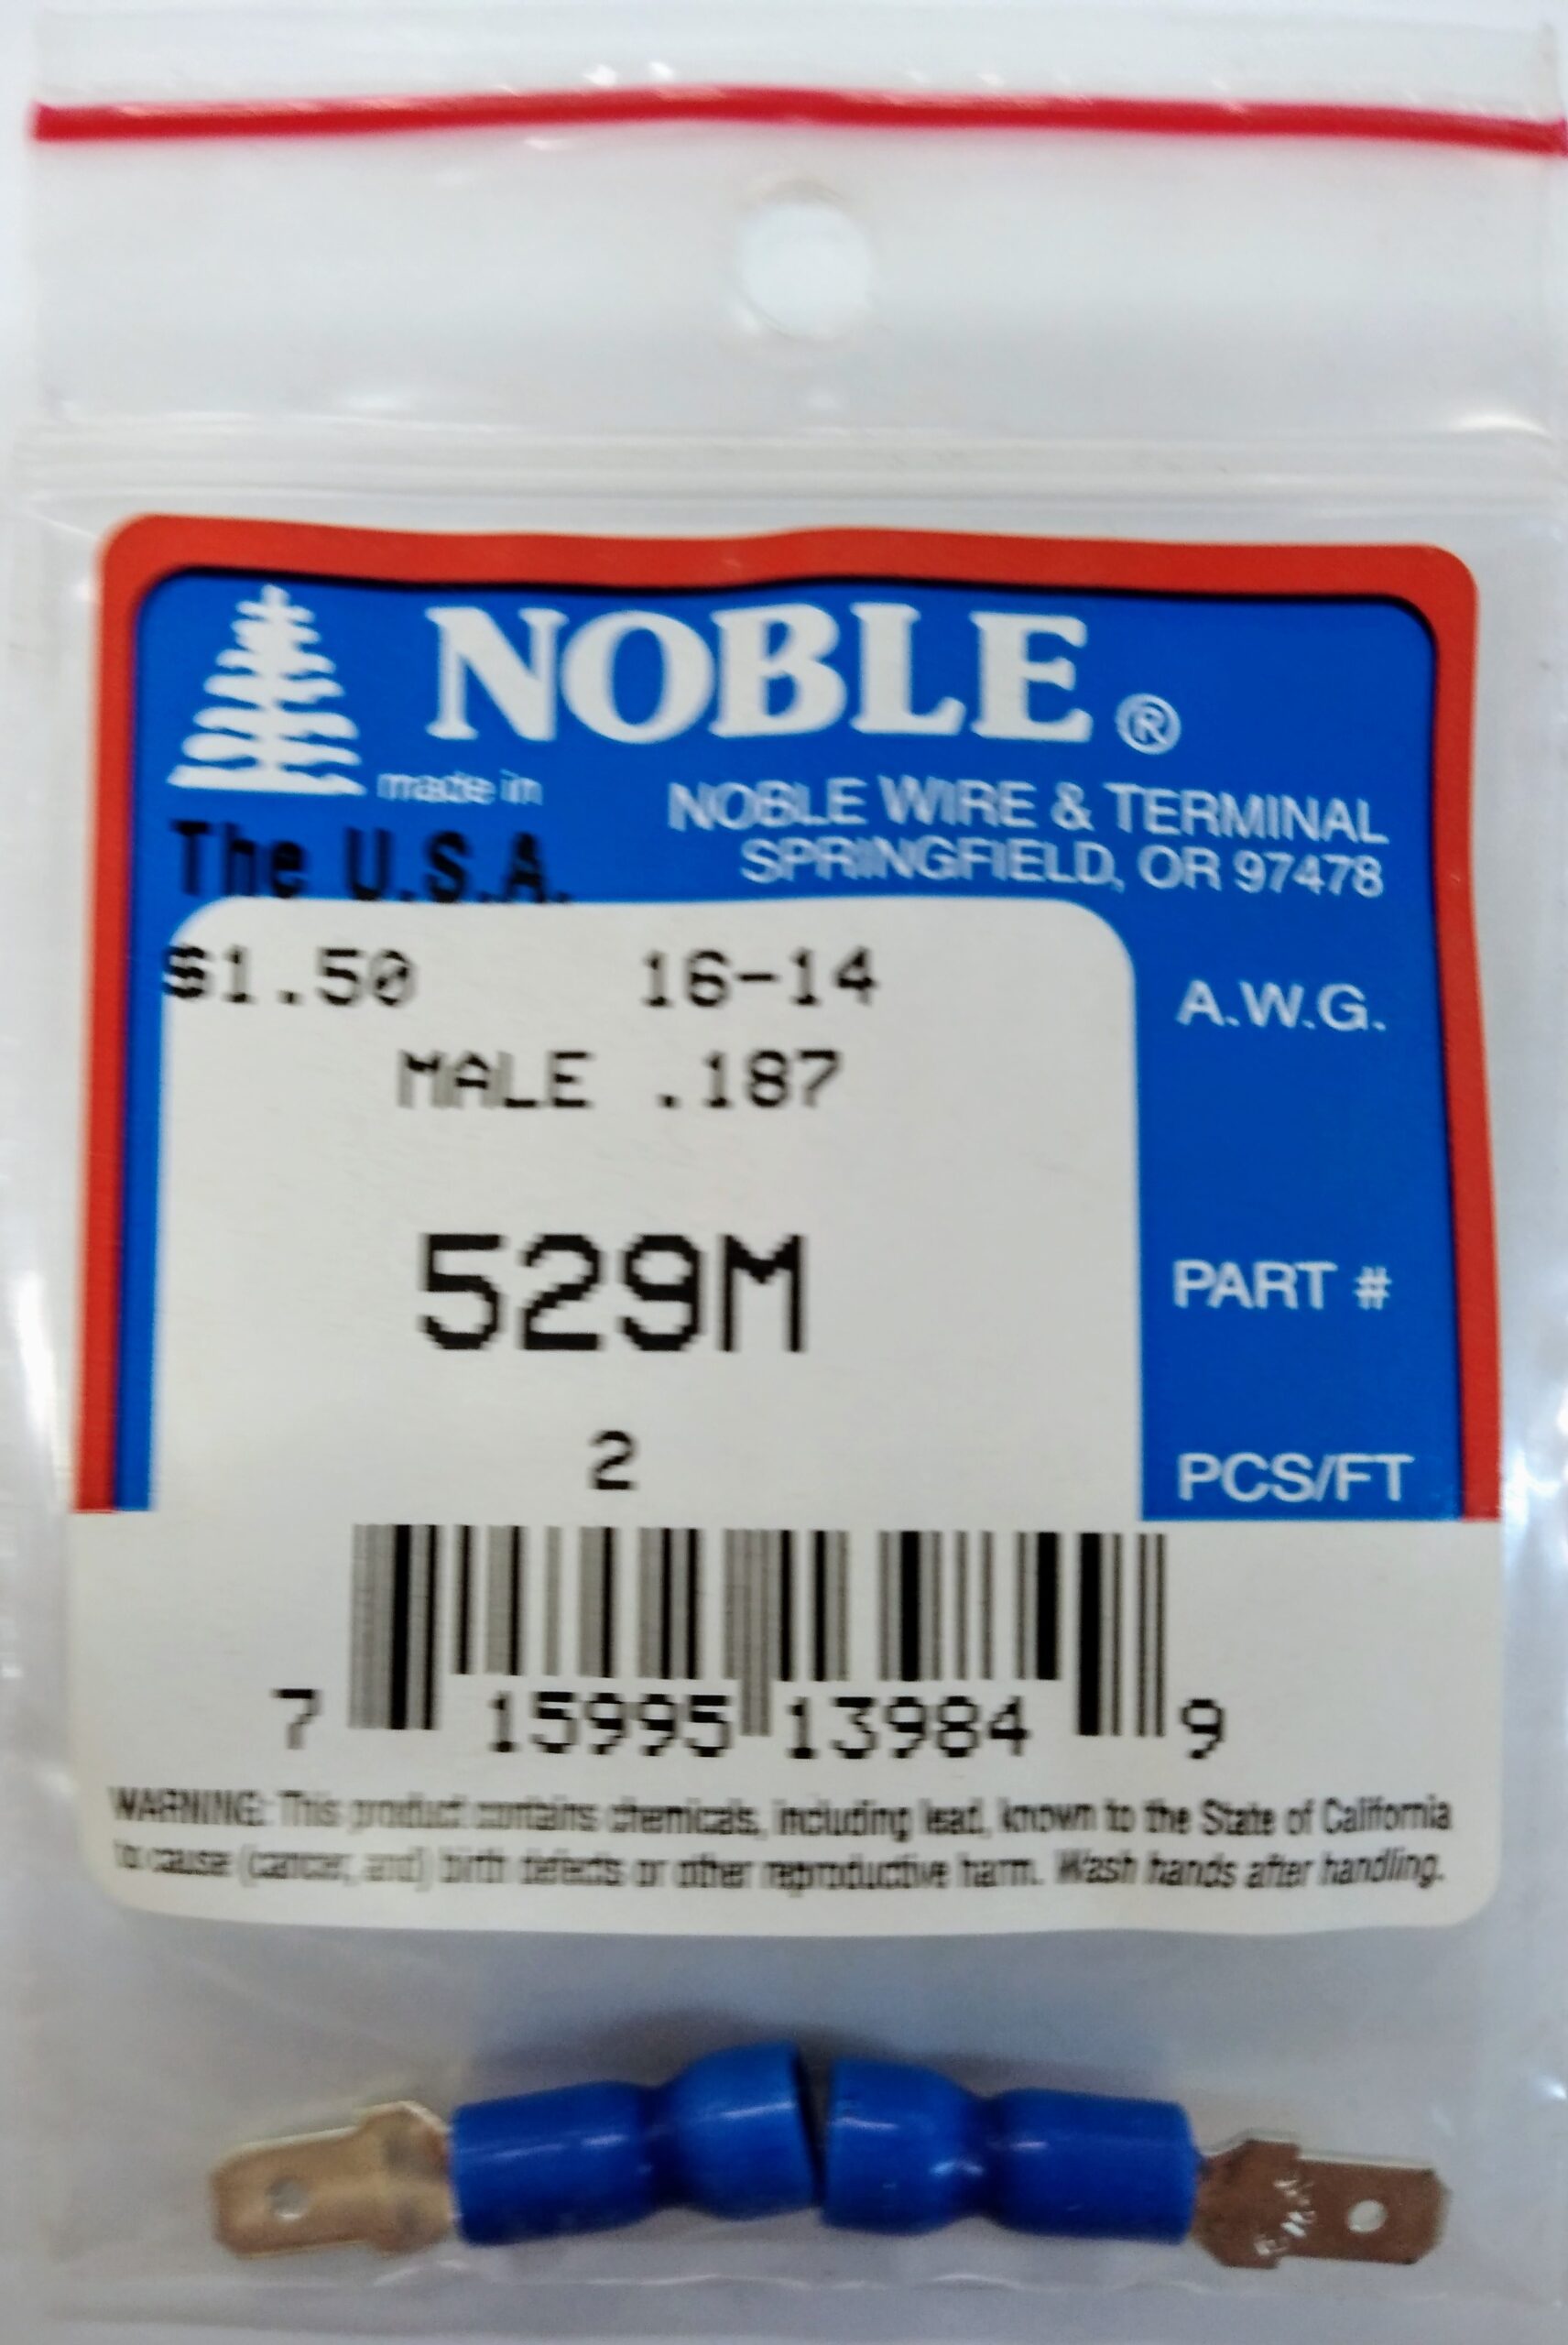 NOBLE®
made in
The U.S.A.
NOBLE WIRE & TERMINAL
SPRINGFIELD, OR 97478
$1.50 16-14 A.W.G.
MALE .187
529M PART #
2 PCS/FT
7 15995 13984 9
WARNING: This product contains chemicals, including lead, known to the State of California
to cause (cancer, and) birth defects or other reproductive harm. Wash hands after handling.